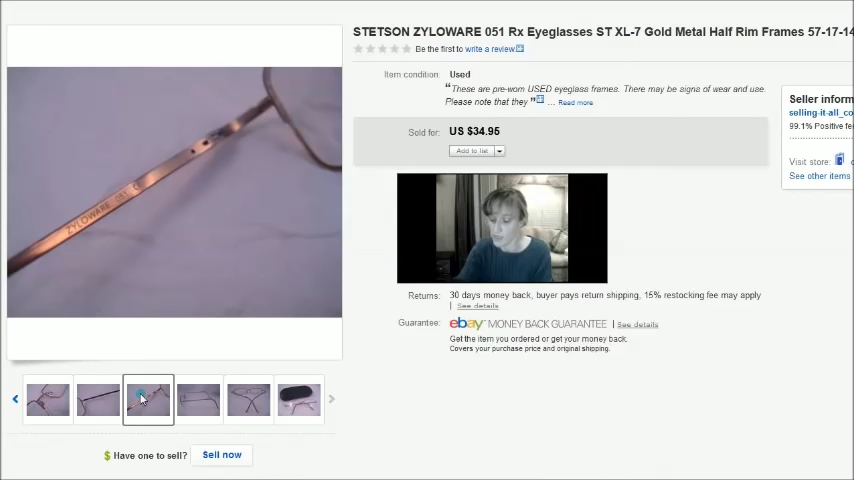 STETSON ZYLOWARE 051 Rx Eyeglasses ST XL-7 Gold Metal Half Rim Frames 57-17-14
Be the first to write a review
Item condition: Used
“These are pre-worn USED eyeglass frames. There may be signs of wear and use.
Please note that they ” ... Read more
Sold for: US $34.95
Add to list
Returns: 30 days money back, buyer pays return shipping, 15% restocking fee may apply
| See details
Guarantee: ebay MONEY BACK GUARANTEE | See details
Get the item you ordered or get your money back.
Covers your purchase price and original shipping.
Seller inform
selling-it-all_co
99.1% Positive fe
Visit store:
See other items
ZYLOWARE 051
$ Have one to sell? Sell now